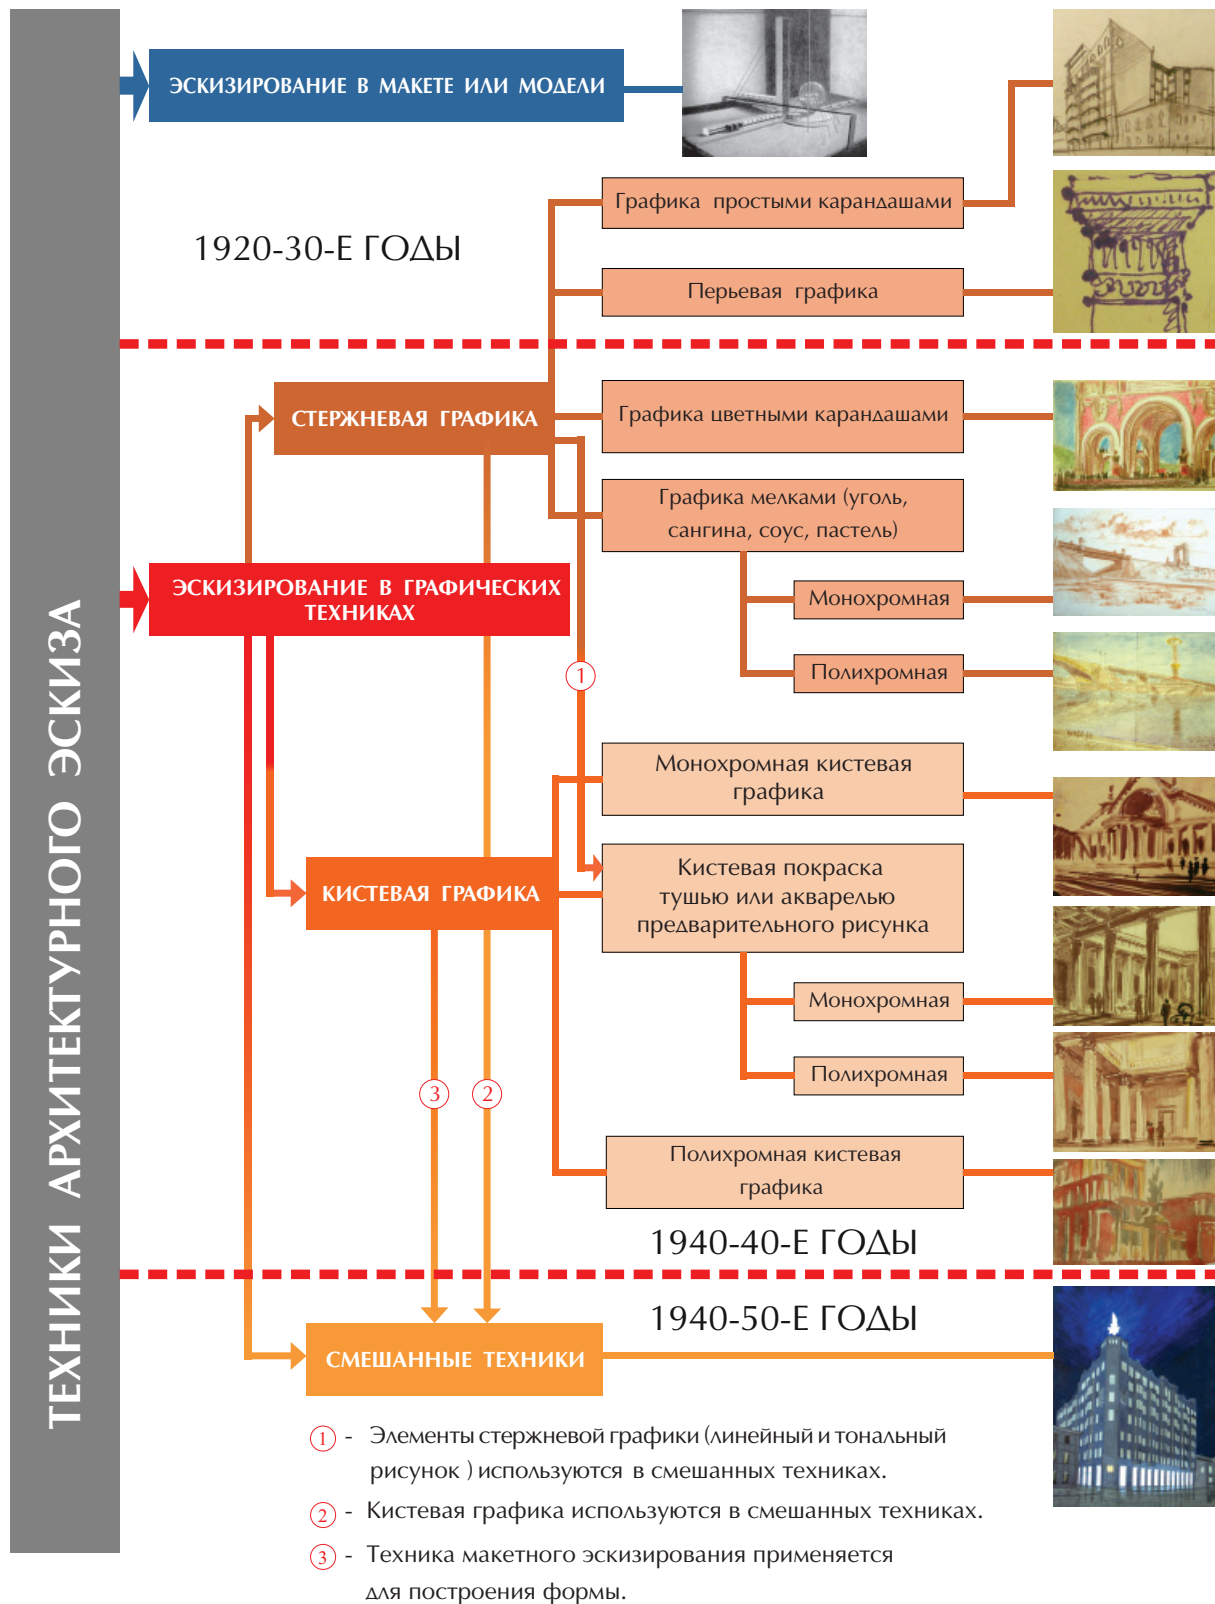 ТЕХНИКИ АРХИТЕКТУРНОГО ЭСКИЗА
ЭСКИЗИРОВАНИЕ В МАКЕТЕ ИЛИ МОДЕЛИ
Графика простыми карандашами
1920-30-Е ГОДЫ
Перьевая графика
СТЕРЖНЕВАЯ ГРАФИКА
Графика цветными карандашами
Графика мелками (уголь,
сангина, соус, пастель)
ЭСКИЗИРОВАНИЕ В ГРАФИЧЕСКИХ
ТЕХНИКАХ
Монохромная
Полихромная
1
Монохромная кистевая
графика
КИСТЕВАЯ ГРАФИКА
Кистевая покраска
тушью или акварелью
предварительного рисунка
Монохромная
Полихромная
3
2
Полихромная кистевая
графика
1940-40-Е ГОДЫ
1940-50-Е ГОДЫ
СМЕШАННЫЕ ТЕХНИКИ
1 - Элементы стержневой графики (линейный и тональный
рисунок ) используются в смешанных техниках.
2 - Кистевая графика используются в смешанных техниках.
3 - Техника макетного эскизирования применяется
для построения формы.